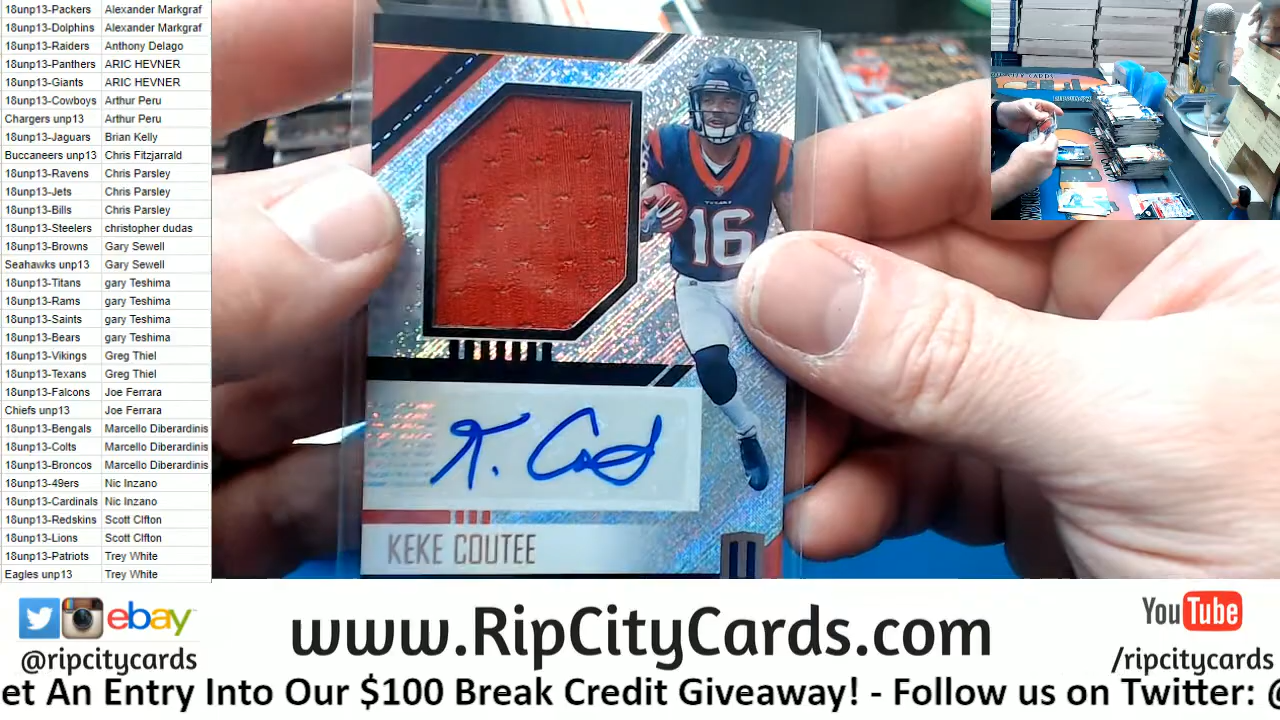 18unp13-Packers Alexander Markgraf
18unp13-Dolphins Alexander Markgraf
18unp13-Raiders Anthony Delago
18unp13-Panthers ARIC HEVNER
18unp13-Giants ARIC HEVNER
18unp13-Cowboys Arthur Peru
Chargers unp13 Arthur Peru
18unp13-Jaguars Brian Kelly
Buccaneers unp13 Chris Fitzjarrald
18unp13-Ravens Chris Parsley
18unp13-Jets Chris Parsley
18unp13-Bills Chris Parsley
18unp13-Steelers christopher dudas
18unp13-Browns Gary Sewell
Seahawks unp13 Gary Sewell
18unp13-Titans gary Teshima
18unp13-Rams gary Teshima
18unp13-Saints gary Teshima
18unp13-Bears gary Teshima
18unp13-Vikings Greg Thiel
18unp13-Texans Greg Thiel
18unp13-Falcons Joe Ferrara
Chiefs unp13 Joe Ferrara
18unp13-Bengals Marcello Diberardinis
18unp13-Colts Marcello Diberardinis
18unp13-Broncos Marcello Diberardinis
18unp13-49ers Nic Inzano
18unp13-Cardinals Nic Inzano
18unp13-Redskins Scott Clfton
18unp13-Lions Scott Clfton
18unp13-Patriots Trey White
Eagles unp13 Trey White
TEXANS
16
K. Cout
KEKE COUTEE
ebay
@ripcitycards
www.RipCityCards.com
YouTube
/ripcitycards
et An Entry Into Our $100 Break Credit Giveaway! - Follow us on Twitter: @